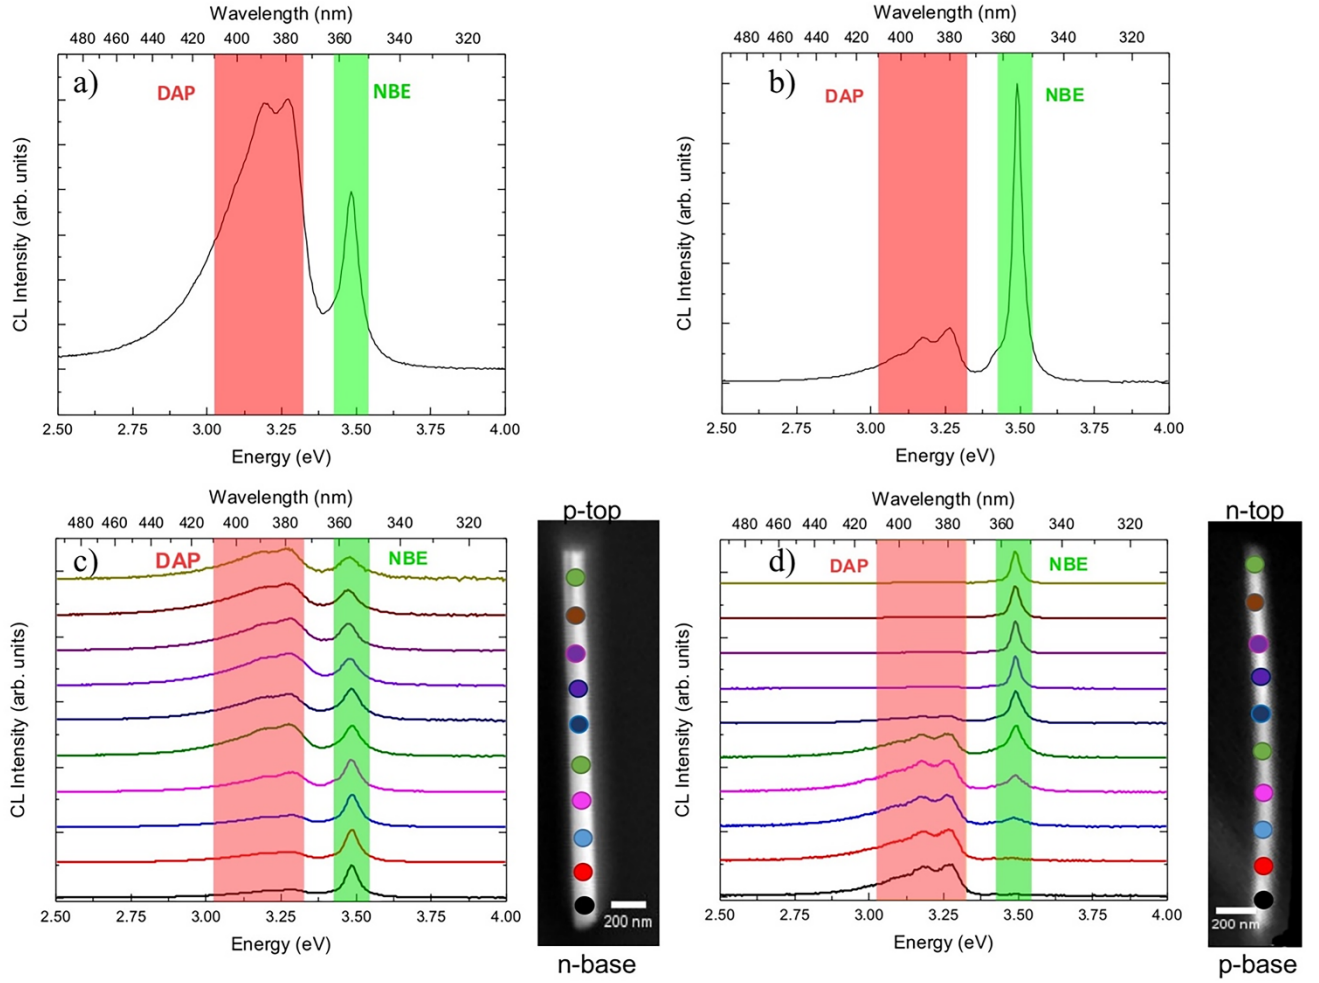 Wavelength (nm)
480 460 440 420 400 380 360 340 320
a)
DAP
NBE
CL Intensity (arb. units)
2.50 2.75 3.00 3.25 3.50 3.75 4.00
Energy (eV)
Wavelength (nm)
480 460 440 420 400 380 360 340 320
b)
DAP
NBE
CL Intensity (arb. units)
2.50 2.75 3.00 3.25 3.50 3.75 4.00
Energy (eV)
Wavelength (nm)
480 460 440 420 400 380 360 340 320
c)
DAP
NBE
CL Intensity (arb. units)
2.50 2.75 3.00 3.25 3.50 3.75 4.00
Energy (eV)
p-top
200 nm
n-base
Wavelength (nm)
480 460 440 420 400 380 360 340 320
d)
DAP
NBE
CL Intensity (arb. units)
2.50 2.75 3.00 3.25 3.50 3.75 4.00
Energy (eV)
n-top
200 nm
p-base